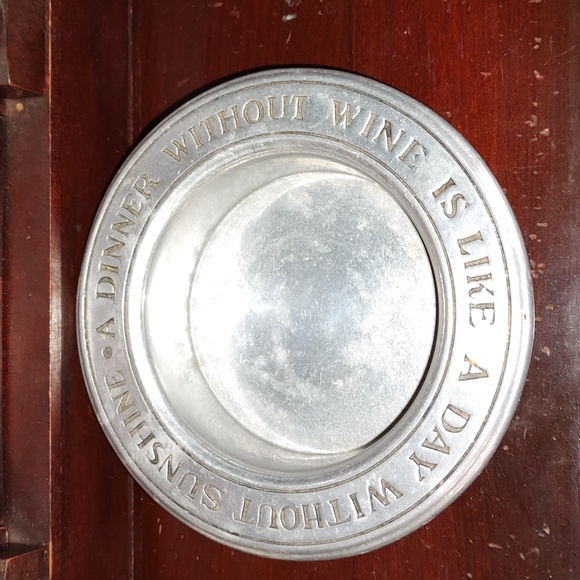 • A DINNER WITHOUT WINE IS LIKE A DAY WITHOUT SUNSHINE